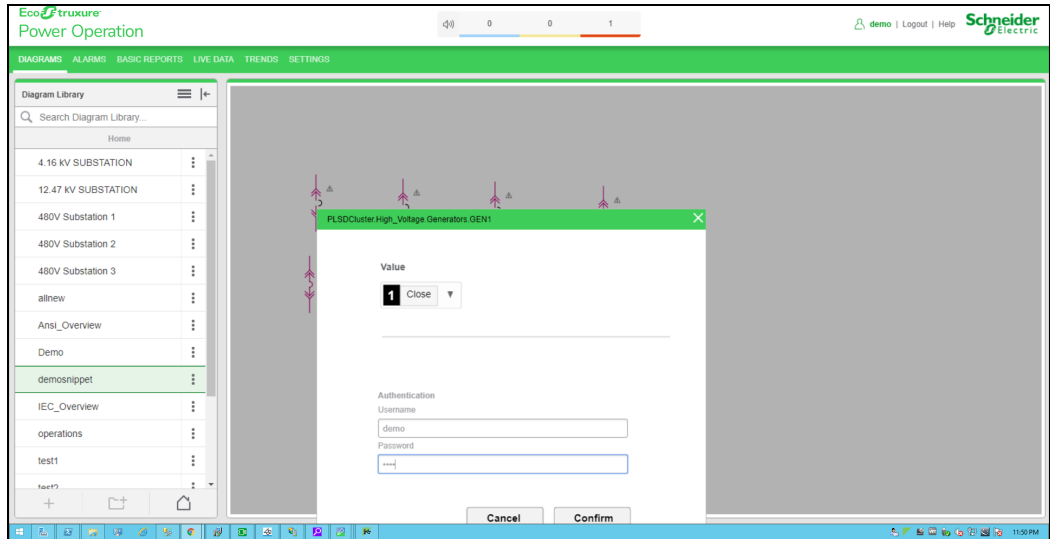 EcoStruxure
Power Operation
0 0 1
demo | Logout | Help
Schneider
Electric
DIAGRAMS ALARMS BASIC REPORTS LIVE DATA TRENDS SETTINGS
Diagram Library
Search Diagram Library...
Home
4.16 kV SUBSTATION
12.47 kV SUBSTATION
480V Substation 1
480V Substation 2
480V Substation 3
allnew
Ansi_Overview
Demo
demosnippet
IEC_Overview
operations
test1
test2
PLSDCluster.High_Voltage.Generators.GEN1
Value
1 Close
Authentication
Username
demo
Password
••••
Cancel Confirm
11:50 PM